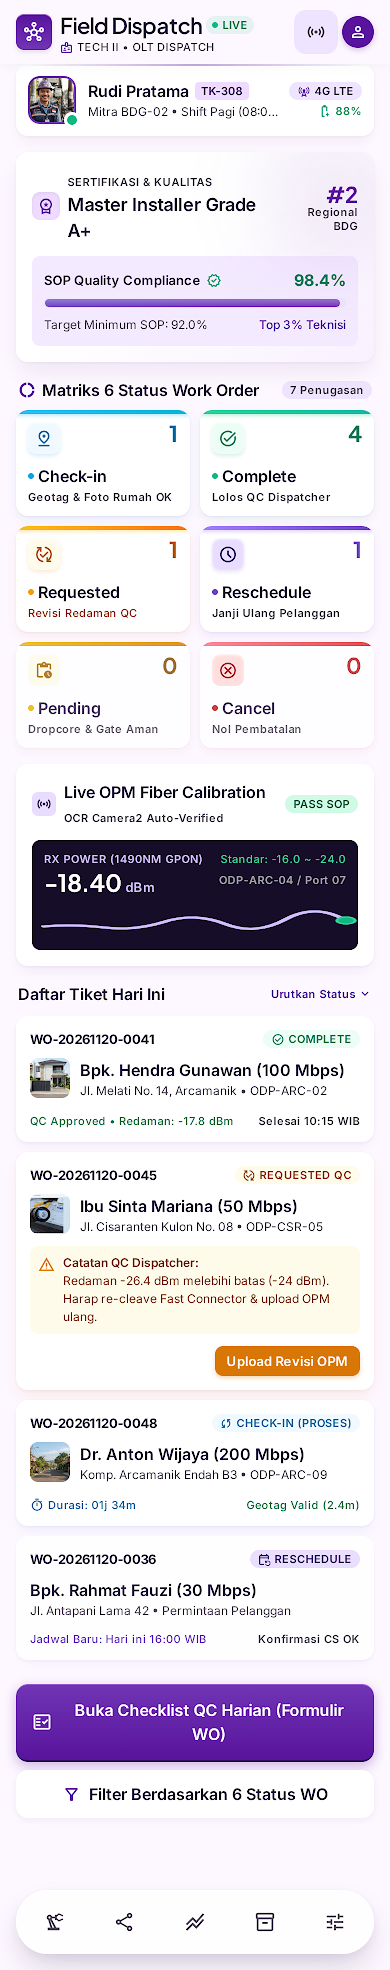 Field Dispatch
LIVE
TECH II • OLT DISPATCH
Rudi Pratama
TK-308
4G LTE
Mitra BDG-02 • Shift Pagi (08:0...
88%
SERTIFIKASI & KUALITAS
Master Installer Grade
A+
#2
Regional
BDG
SOP Quality Compliance
98.4%
Target Minimum SOP: 92.0%
Top 3% Teknisi
Matriks 6 Status Work Order
7 Penugasan
1
Check-in
Geotag & Foto Rumah OK
4
Complete
Lolos QC Dispatcher
1
Requested
Revisi Redaman QC
1
Reschedule
Janji Ulang Pelanggan
0
Pending
Dropcore & Gate Aman
0
Cancel
Nol Pembatalan
Live OPM Fiber Calibration
OCR Camera2 Auto-Verified
PASS SOP
RX POWER (1490NM GPON)
Standar: -16.0 ~ -24.0
-18.40 dBm
ODP-ARC-04 / Port 07
Daftar Tiket Hari Ini
Urutkan Status
WO-20261120-0041
COMPLETE
Bpk. Hendra Gunawan (100 Mbps)
Jl. Melati No. 14, Arcamanik • ODP-ARC-02
QC Approved • Redaman: -17.8 dBm
Selesai 10:15 WIB
WO-20261120-0045
REQUESTED QC
Ibu Sinta Mariana (50 Mbps)
Jl. Cisaranten Kulon No. 08 • ODP-CSR-05
Catatan QC Dispatcher:
Redaman -26.4 dBm melebihi batas (-24 dBm).
Harap re-cleave Fast Connector & upload OPM
ulang.
Upload Revisi OPM
WO-20261120-0048
CHECK-IN (PROSES)
Dr. Anton Wijaya (200 Mbps)
Komp. Arcamanik Endah B3 • ODP-ARC-09
Durasi: 01j 34m
Geotag Valid (2.4m)
WO-20261120-0036
RESCHEDULE
Bpk. Rahmat Fauzi (30 Mbps)
Jl. Antapani Lama 42 • Permintaan Pelanggan
Jadwal Baru: Hari ini 16:00 WIB
Konfirmasi CS OK
Buka Checklist QC Harian (Formulir
WO)
Filter Berdasarkan 6 Status WO